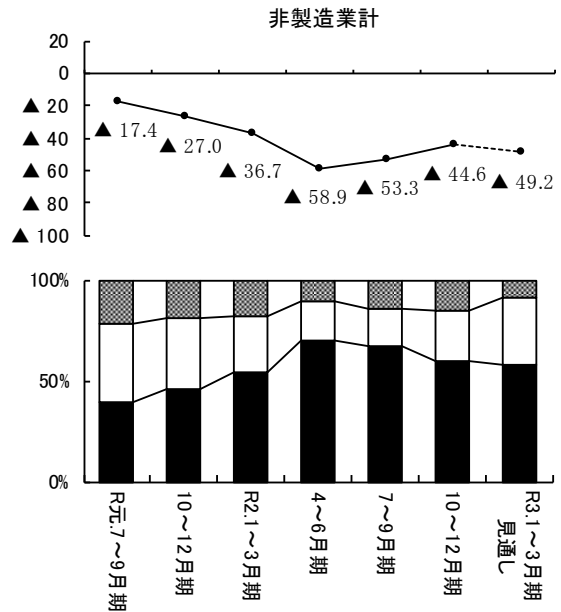 非製造業計
20
0
▲ 20
▲ 40
▲ 60
▲ 80
▲ 100
▲ 17.4
▲ 27.0
▲ 36.7
▲ 58.9
▲ 53.3
▲ 44.6
▲ 49.2
100%
50%
0%
R元.7～9月期
10～12月期
R2.1～3月期
4～6月期
7～9月期
10～12月期
R3.1～3月期
見通し